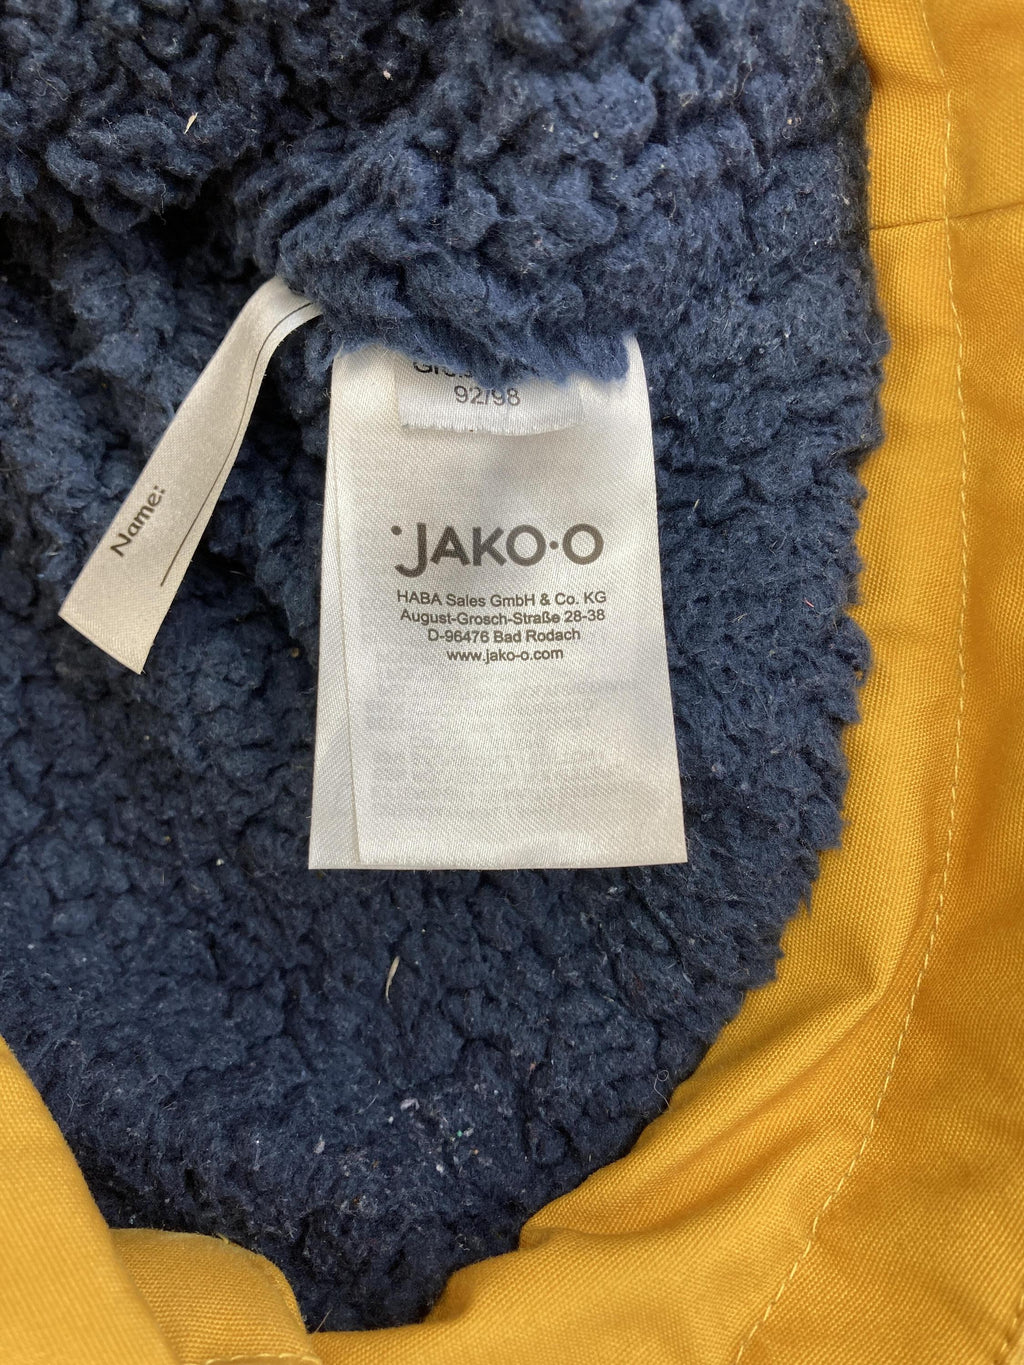 Name:
92/98
JAKO·O
HABA Sales GmbH & Co. KG
August-Grosch-Straße 28-38
D-96476 Bad Rodach
www.jako-o.com